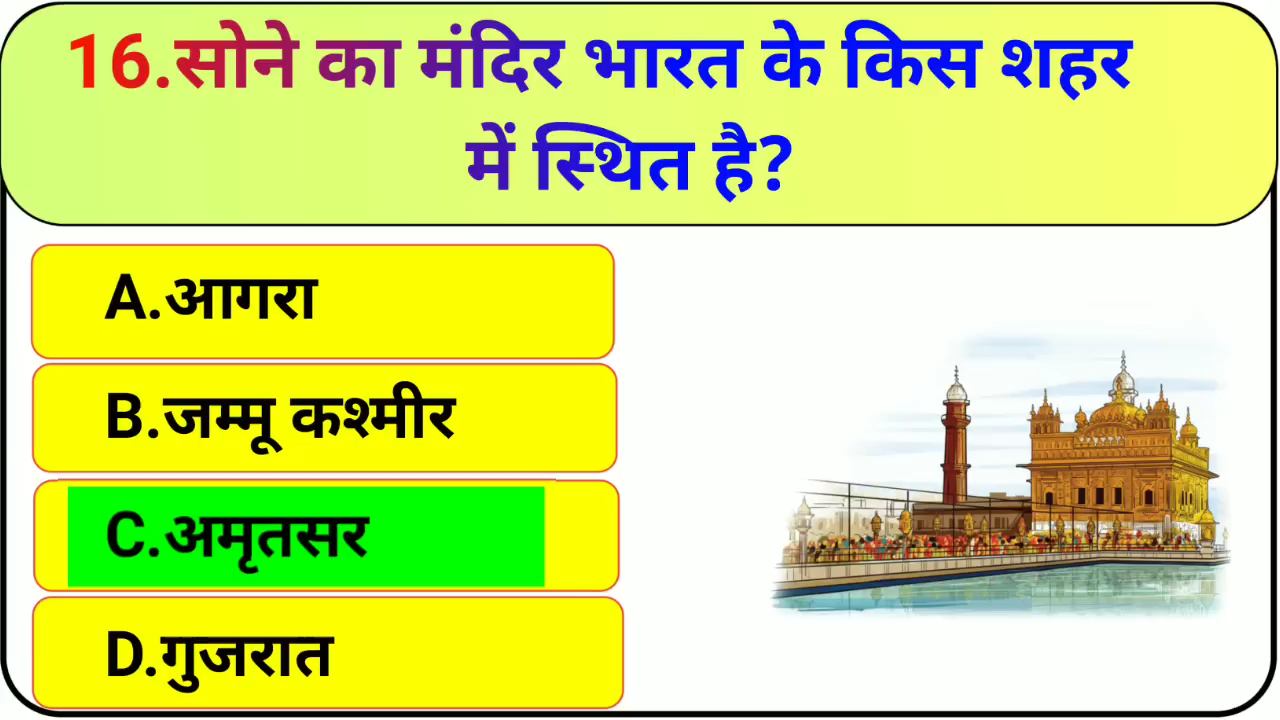 16.सोने का मंदिर भारत के किस शहर
में स्थित है?
A.आगरा
B.जम्मू कश्मीर
C.अमृतसर
D.गुजरात